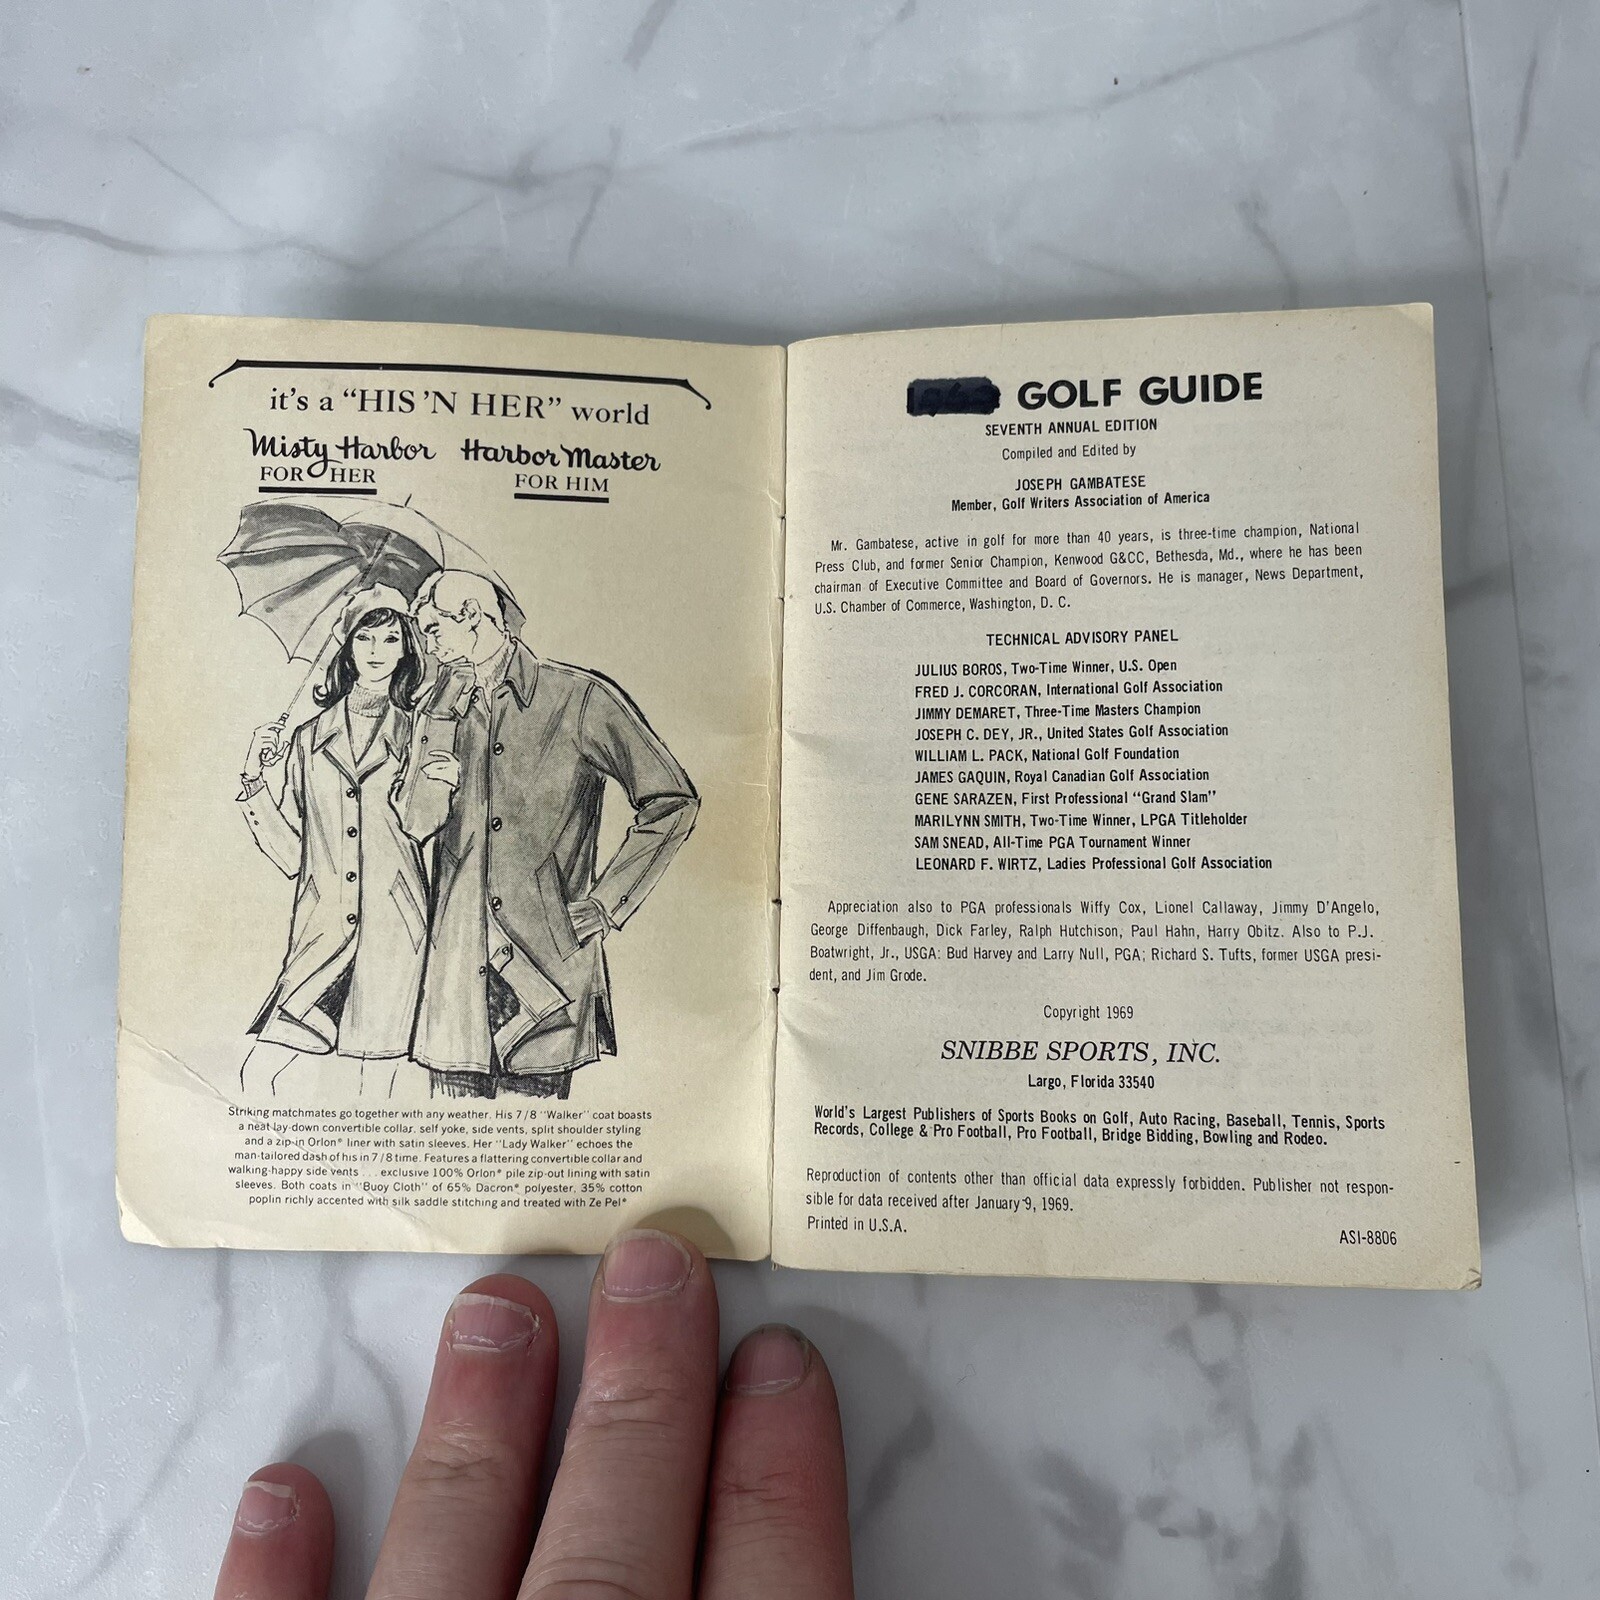 it's a "HIS 'N HER" world
Misty Harbor
FOR HER
Harbor Master
FOR HIM
Striking matchmates go together with any weather. His 7/8 "Walker" coat boasts
a neat lay-down convertible collar, self yoke, side vents, split shoulder styling
and a zip-in Orlon® liner with satin sleeves. Her "Lady Walker" echoes the
man-tailored dash of his in 7/8 time. Features a flattering convertible collar and
walking-happy side vents . . . exclusive 100% Orlon® pile zip-out lining with satin
sleeves. Both coats in "Buoy Cloth" of 65% Dacron® polyester, 35% cotton
poplin richly accented with silk saddle stitching and treated with Ze Pel®
GOLF GUIDE
SEVENTH ANNUAL EDITION
Compiled and Edited by
JOSEPH GAMBATESE
Member, Golf Writers Association of America
Mr. Gambatese, active in golf for more than 40 years, is three-time champion, National
Press Club, and former Senior Champion, Kenwood G&CC, Bethesda, Md., where he has been
chairman of Executive Committee and Board of Governors. He is manager, News Department,
U.S. Chamber of Commerce, Washington, D. C.
TECHNICAL ADVISORY PANEL
JULIUS BOROS, Two-Time Winner, U.S. Open
FRED J. CORCORAN, International Golf Association
JIMMY DEMARET, Three-Time Masters Champion
JOSEPH C. DEY, JR., United States Golf Association
WILLIAM L. PACK, National Golf Foundation
JAMES GAQUIN, Royal Canadian Golf Association
GENE SARAZEN, First Professional "Grand Slam"
MARILYNN SMITH, Two-Time Winner, LPGA Titleholder
SAM SNEAD, All-Time PGA Tournament Winner
LEONARD F. WIRTZ, Ladies Professional Golf Association
Appreciation also to PGA professionals Wiffy Cox, Lionel Callaway, Jimmy D'Angelo,
George Diffenbaugh, Dick Farley, Ralph Hutchison, Paul Hahn, Harry Obitz. Also to P.J.
Boatwright, Jr., USGA: Bud Harvey and Larry Null, PGA; Richard S. Tufts, former USGA presi-
dent, and Jim Grode.
Copyright 1969
SNIBBE SPORTS, INC.
Largo, Florida 33540
World's Largest Publishers of Sports Books on Golf, Auto Racing, Baseball, Tennis, Sports
Records, College & Pro Football, Pro Football, Bridge Bidding, Bowling and Rodeo.
Reproduction of contents other than official data expressly forbidden. Publisher not respon-
sible for data received after January 9, 1969.
Printed in U.S.A.
ASI-8806